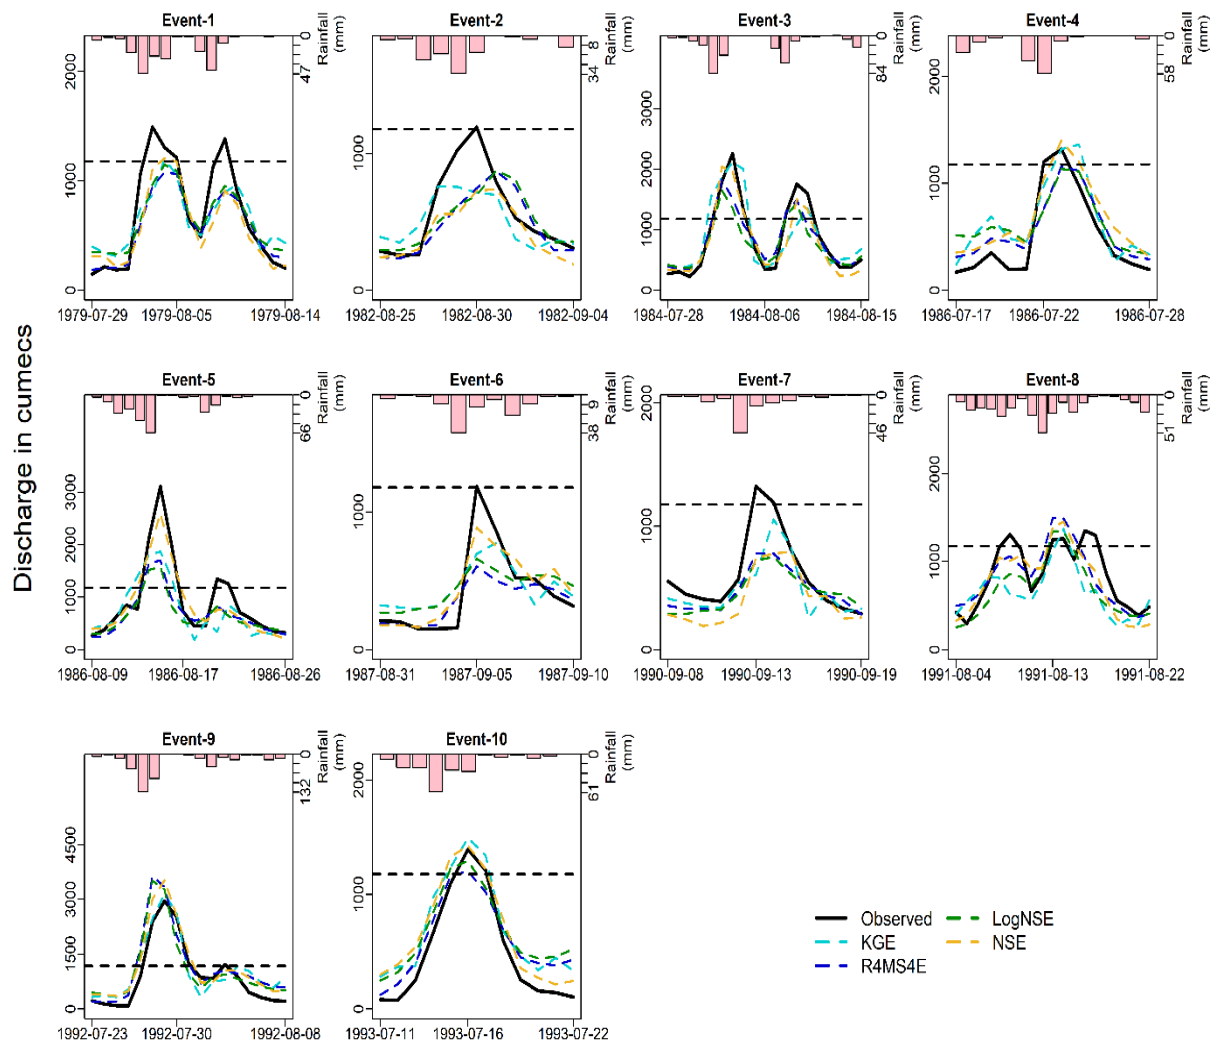 Event-1
Event-2
Event-3
Event-4
0
47
Rainfall
(mm)
0
8
34
Rainfall
(mm)
0
84
Rainfall
(mm)
0
58
Rainfall
(mm)
0 1000 2000
0 1000
0 1000 2000 3000
0 1000 2000
1979-07-29 1979-08-05 1979-08-14
1982-08-25 1982-08-30 1982-09-04
1984-07-28 1984-08-06 1984-08-15
1986-07-17 1986-07-22 1986-07-28
Discharge in cumecs
Event-5
Event-6
Event-7
Event-8
0
66
Rainfall
(mm)
0
9
38
Rainfall
(mm)
0
46
Rainfall
(mm)
0
51
Rainfall
(mm)
0 1000 2000 3000
0 1000
0 1000 2000
0 1000 2000
1986-08-09 1986-08-17 1986-08-26
1987-08-31 1987-09-05 1987-09-10
1990-09-08 1990-09-13 1990-09-19
1991-08-04 1991-08-13 1991-08-22
Event-9
Event-10
0
132
Rainfall
(mm)
0
61
Rainfall
(mm)
0 1500 3000 4500
0 1000 2000
1992-07-23 1992-07-30 1992-08-08
1993-07-11 1993-07-16 1993-07-22
Observed
KGE
R4MS4E
LogNSE
NSE